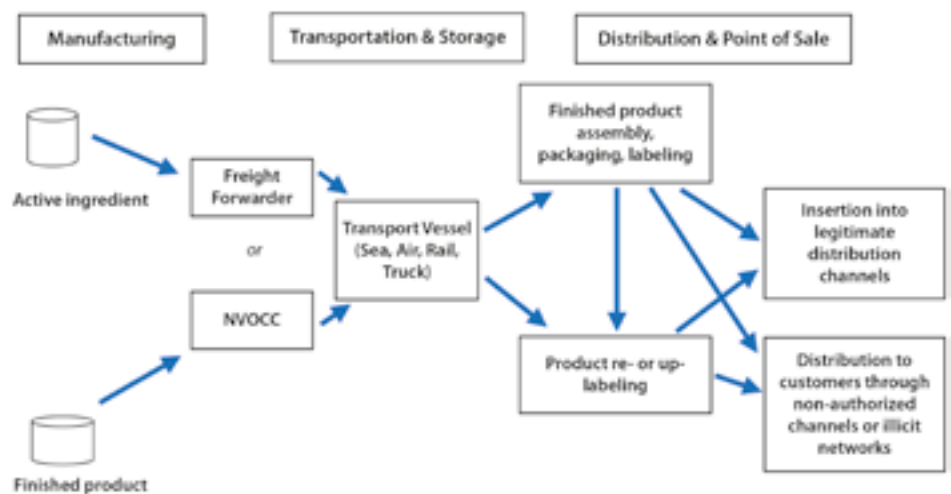 Manufacturing
Transportation & Storage
Distribution & Point of Sale
Active ingredient
Finished product
Freight
Forwarder
or
NVOCC
Transport Vessel
(Sea, Air, Rail,
Truck)
Finished product
assembly,
packaging, labeling
Product re- or up-
labeling
Insertion into
legitimate
distribution
channels
Distribution to
customers through
non-authorized
channels or illicit
networks